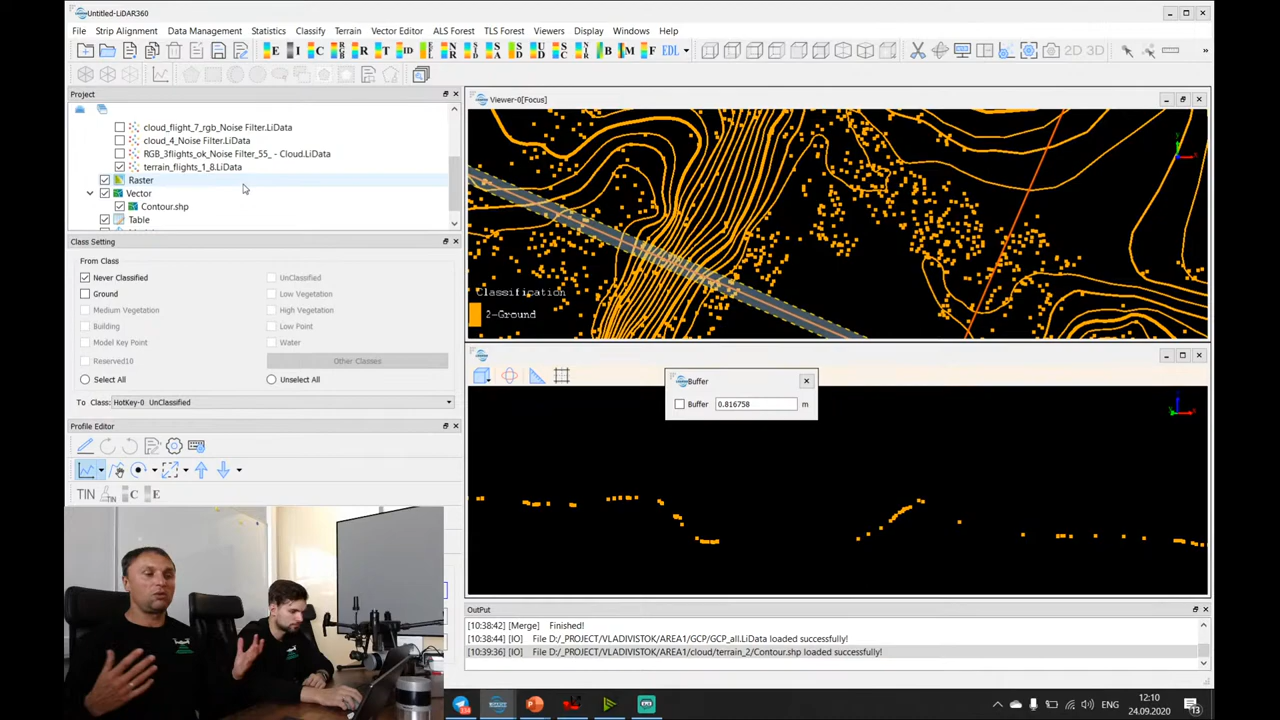 Untitled-LiDAR360
File Strip Alignment Data Management Statistics Classify Terrain Vector Editor ALS Forest TLS Forest Viewers Display Windows Help
Project
Viewer-0[Focus]
cloud_flight_7_rgb_Noise Filter.LiData
cloud_4_Noise Filter.LiData
RGB_3flights_ok_Noise Filter_55_ - Cloud.LiData
terrain_flights_1_8.LiData
Raster
Vector
Contour.shp
Table
Classification
2-Ground
Class Setting
From Class
Never Classified UnClassified
Ground Low Vegetation
Medium Vegetation High Vegetation
Building Low Point
Model Key Point Water
Reserved10 Other Classes
Select All Unselect All
To Class: HotKey-0 UnClassified
Profile Editor
TIN TIN C E
Buffer
Buffer 0.816758 m
OutPut
[10:38:42] [Merge] Finished!
[10:38:44] [IO] File D:/_PROJECT/VLADIVISTOK/AREA1/GCP/GCP_all.LiData loaded successfully!
[10:39:36] [IO] File D:/_PROJECT/VLADIVISTOK/AREA1/cloud/terrain_2/Contour.shp loaded successfully!
ENG
12:10
24.09.2020